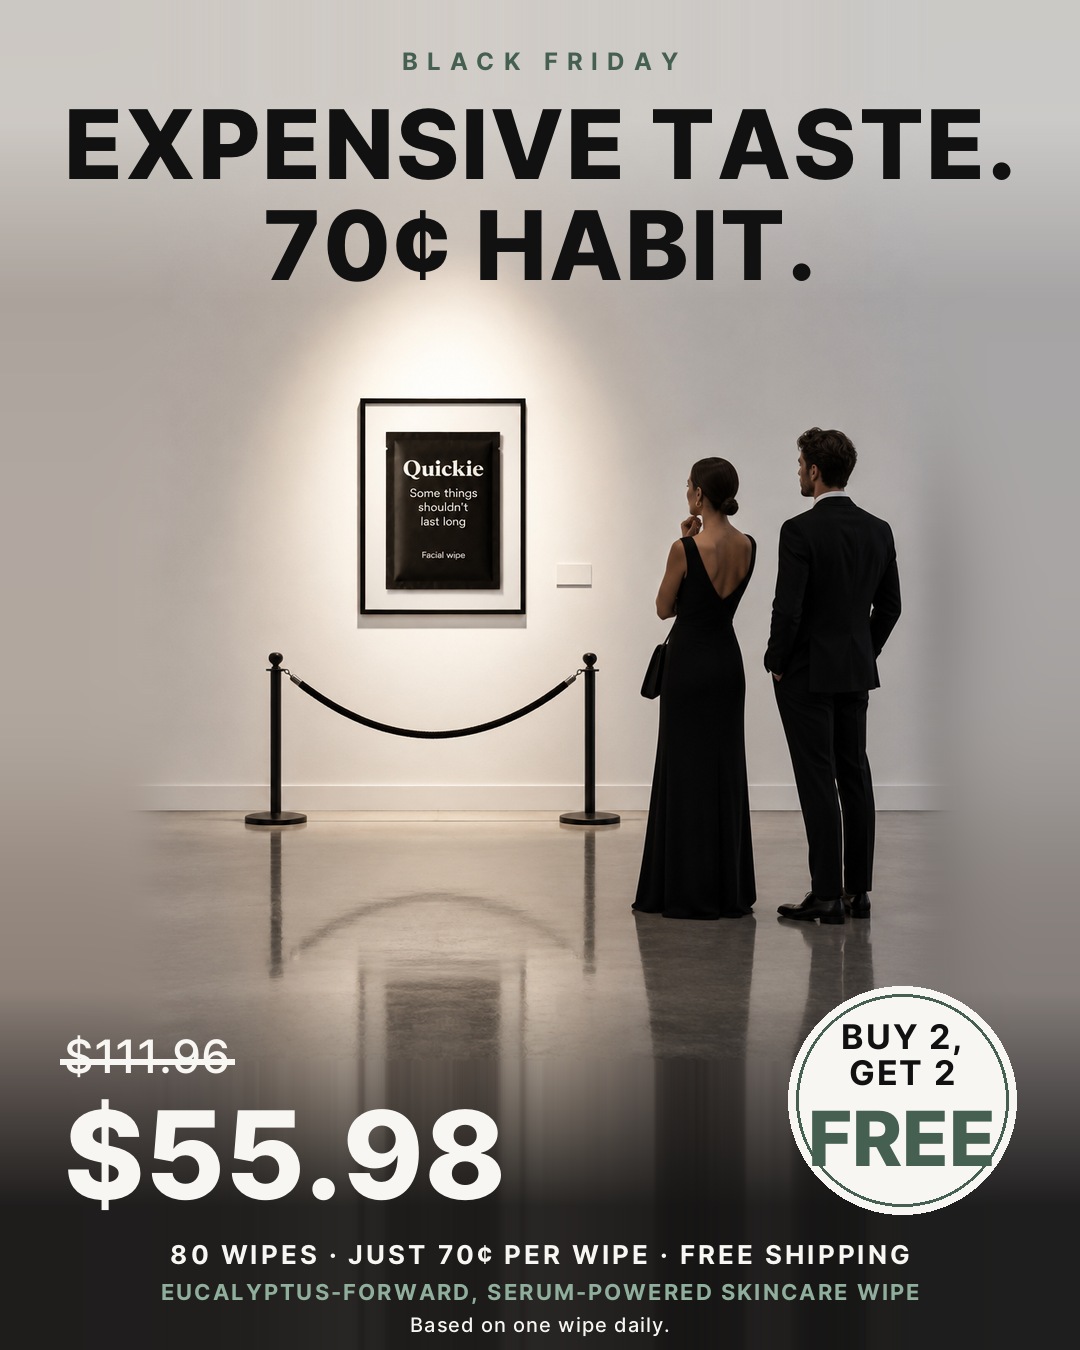 BLACK FRIDAY
EXPENSIVE TASTE.
70¢ HABIT.
Quickie
Some things
shouldn't
last long
Facial wipe
$111.96
$55.98
BUY 2,
GET 2
FREE
80 WIPES · JUST 70¢ PER WIPE · FREE SHIPPING
EUCALYPTUS-FORWARD, SERUM-POWERED SKINCARE WIPE
Based on one wipe daily.